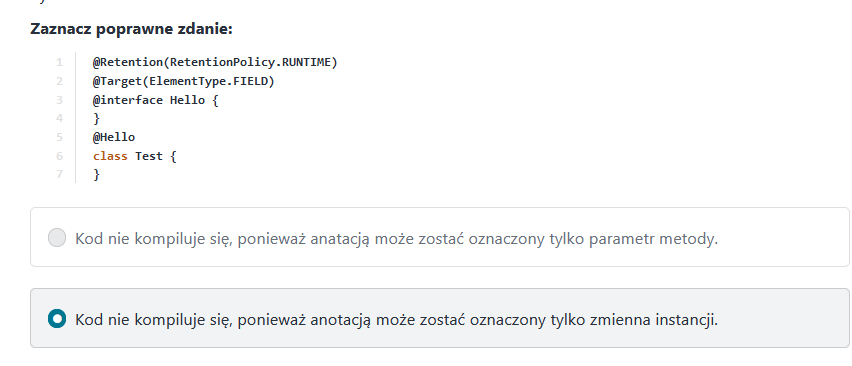 Zaznacz poprawne zdanie:
1 @Retention(RetentionPolicy.RUNTIME)
2 @Target(ElementType.FIELD)
3 @interface Hello {
4 }
5 @Hello
6 class Test {
7 }
Kod nie kompiluje się, ponieważ anatacją może zostać oznaczony tylko parametr metody.
Kod nie kompiluje się, ponieważ anotacją może zostać oznaczony tylko zmienna instancji.